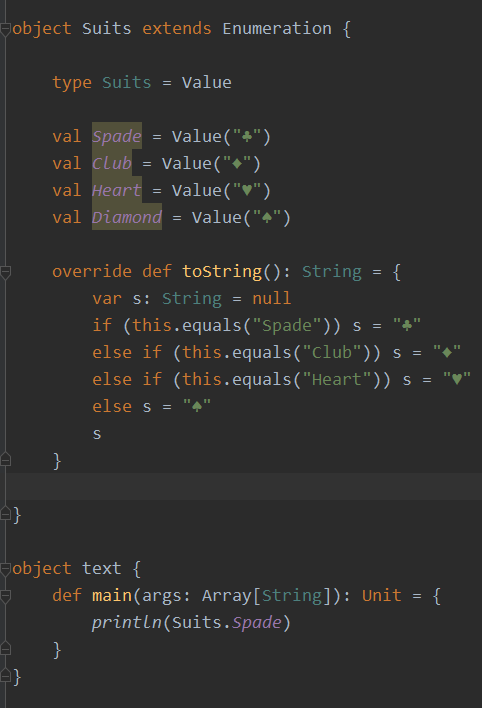 object Suits extends Enumeration {
type Suits = Value
val Spade = Value("♣")
val Club = Value("♦")
val Heart = Value("♥")
val Diamond = Value("♠")
override def toString(): String = {
var s: String = null
if (this.equals("Spade")) s = "♣"
else if (this.equals("Club")) s = "♦"
else if (this.equals("Heart")) s = "♥"
else s = "♠"
s
}
}
object text {
def main(args: Array[String]): Unit = {
println(Suits.Spade)
}
}